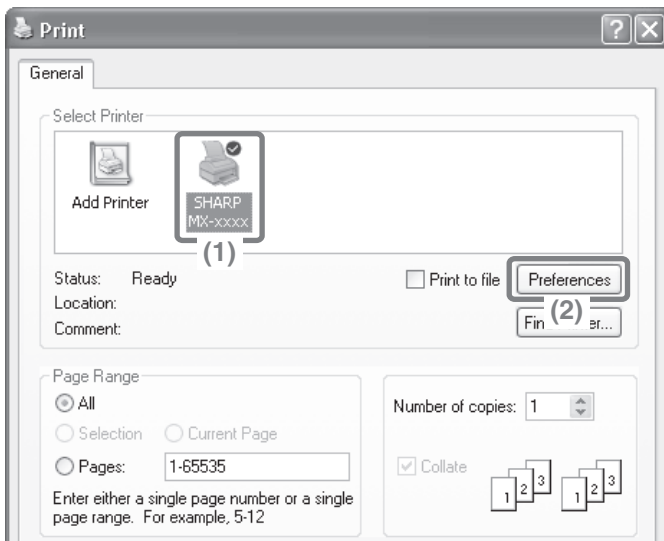 Print
General
Select Printer
Add Printer
SHARP
MX-xxxx
(1)
Status: Ready
Location:
Comment:
Print to file
Preferences
(2)
Fin er...
Page Range
All
Selection
Current Page
Pages: 1-65535
Enter either a single page number or a single
page range. For example, 5-12
Number of copies: 1
Collate
1 2 3 1 2 3